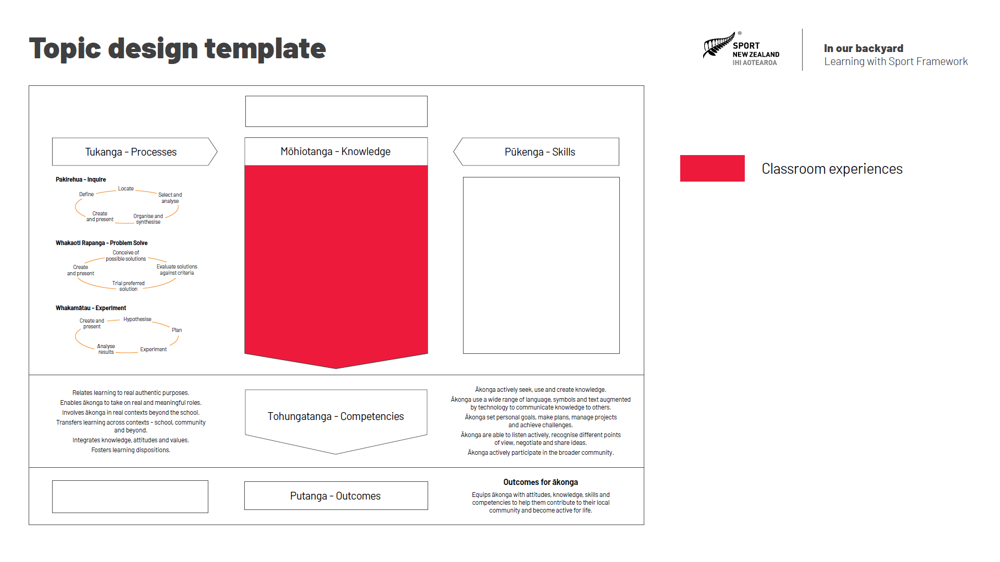 Topic design template
SPORT
NEW ZEALAND
IHI AOTEAROA
TM
In our backyard
Learning with Sport Framework
Tukanga - Processes
Mōhiotanga - Knowledge
Pūkenga - Skills
Classroom experiences
Pakirehua - Inquire
Locate
Define
Select and
analyse
Create
and present
Organise and
synthesise
Whakaoti Rapanga - Problem Solve
Conceive of
possible solutions
Create
and present
Evaluate solutions
against criteria
Trial preferred
solution
Whakamātau - Experiment
Create and
present
Hypothesise
Plan
Analyse
results
Experiment
Relates learning to real authentic purposes.
Enables ākonga to take on real and meaningful roles.
Involves ākonga in real contexts beyond the school.
Transfers learning across contexts - school, community
and beyond.
Integrates knowledge, attitudes and values.
Fosters learning dispositions.
Tohungatanga - Competencies
Ākonga actively seek, use and create knowledge.
Ākonga use a wide range of language, symbols and text augmented
by technology to communicate knowledge to others.
Ākonga set personal goals, make plans, manage projects
and achieve challenges.
Ākonga are able to listen actively, recognise different points
of view, negotiate and share ideas.
Ākonga actively participate in the broader community.
Putanga - Outcomes
Outcomes for ākonga
Equips ākonga with attitudes, knowledge, skills and
competencies to help them contribute to their local
community and become active for life.